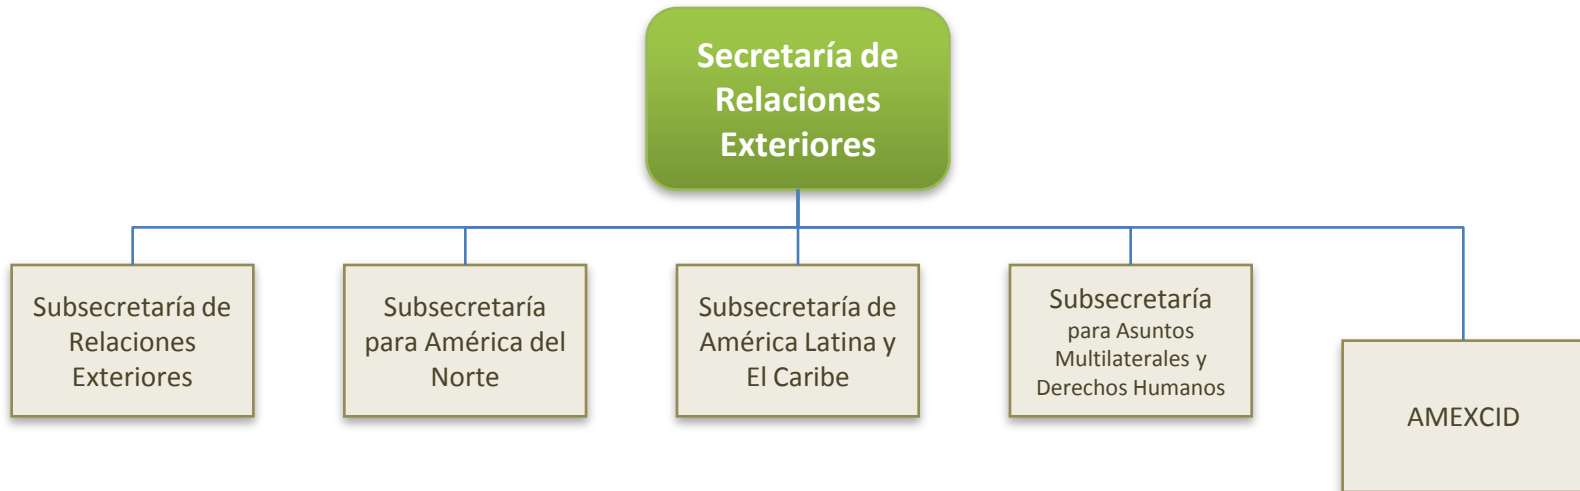 Secretaría de
Relaciones
Exteriores
Subsecretaría de
Relaciones
Exteriores
Subsecretaría
para América del
Norte
Subsecretaría de
América Latina y
El Caribe
Subsecretaría
para Asuntos
Multilaterales y
Derechos Humanos
AMEXCID